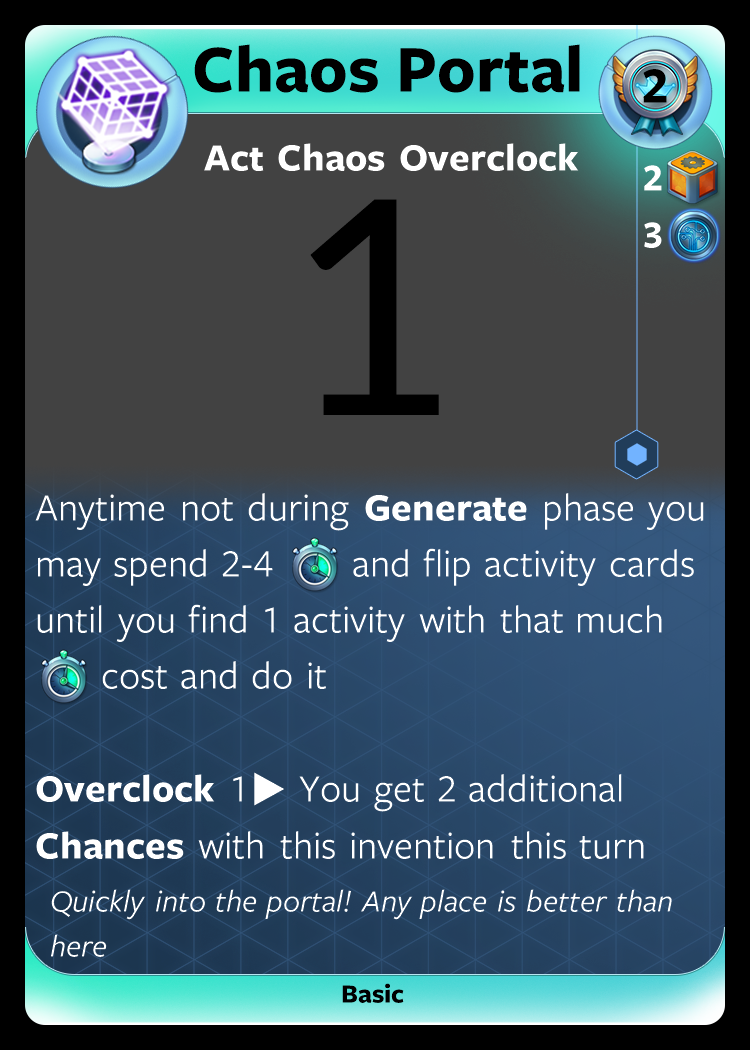 Chaos Portal
2
Act Chaos Overclock
2
3
1
Anytime not during Generate phase you
may spend 2-4 and flip activity cards
until you find 1 activity with that much
cost and do it
Overclock 1▶ You get 2 additional
Chances with this invention this turn
Quickly into the portal! Any place is better than
here
Basic